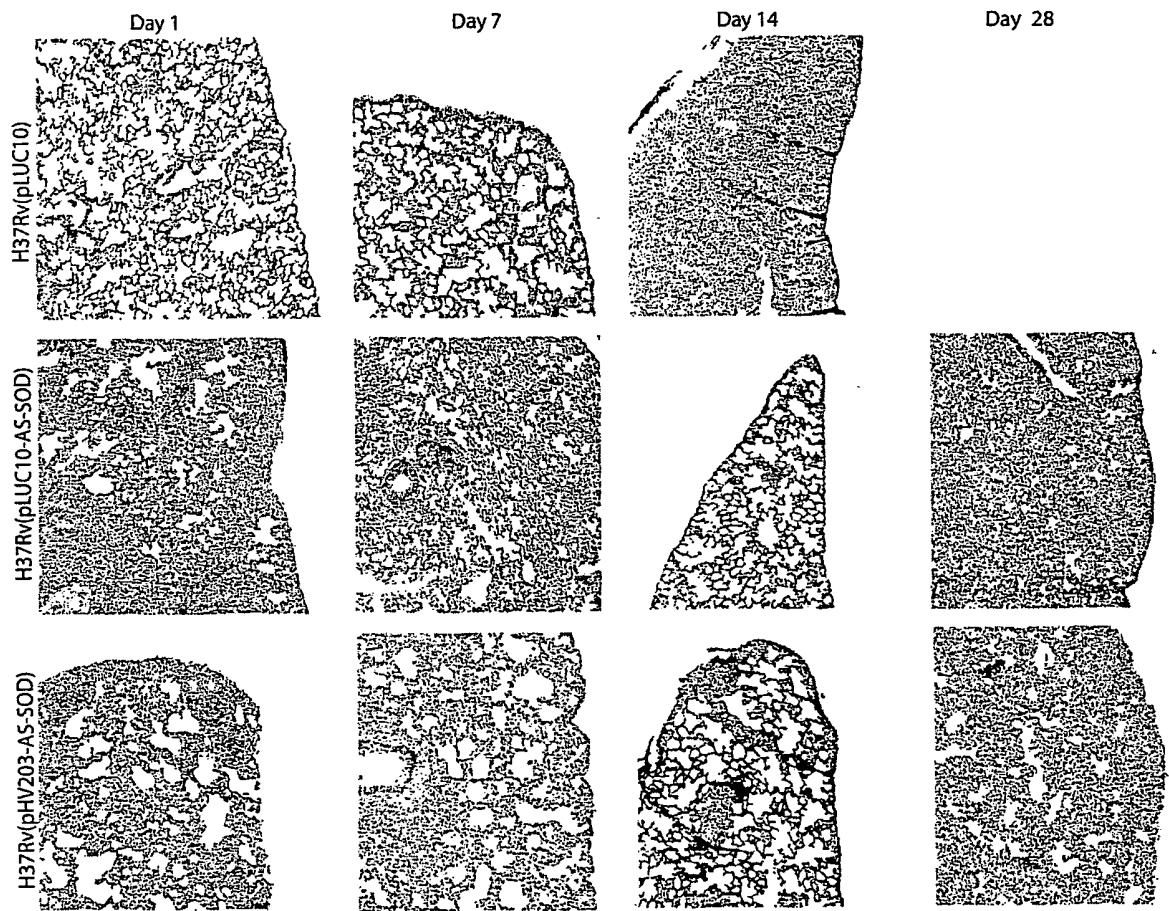 Day 1
Day 7
Day 14
Day 28
H37Rv(pLUC10)
H37Rv(pLUC10-AS-SOD)
H37Rv(pHV203-AS-SOD)